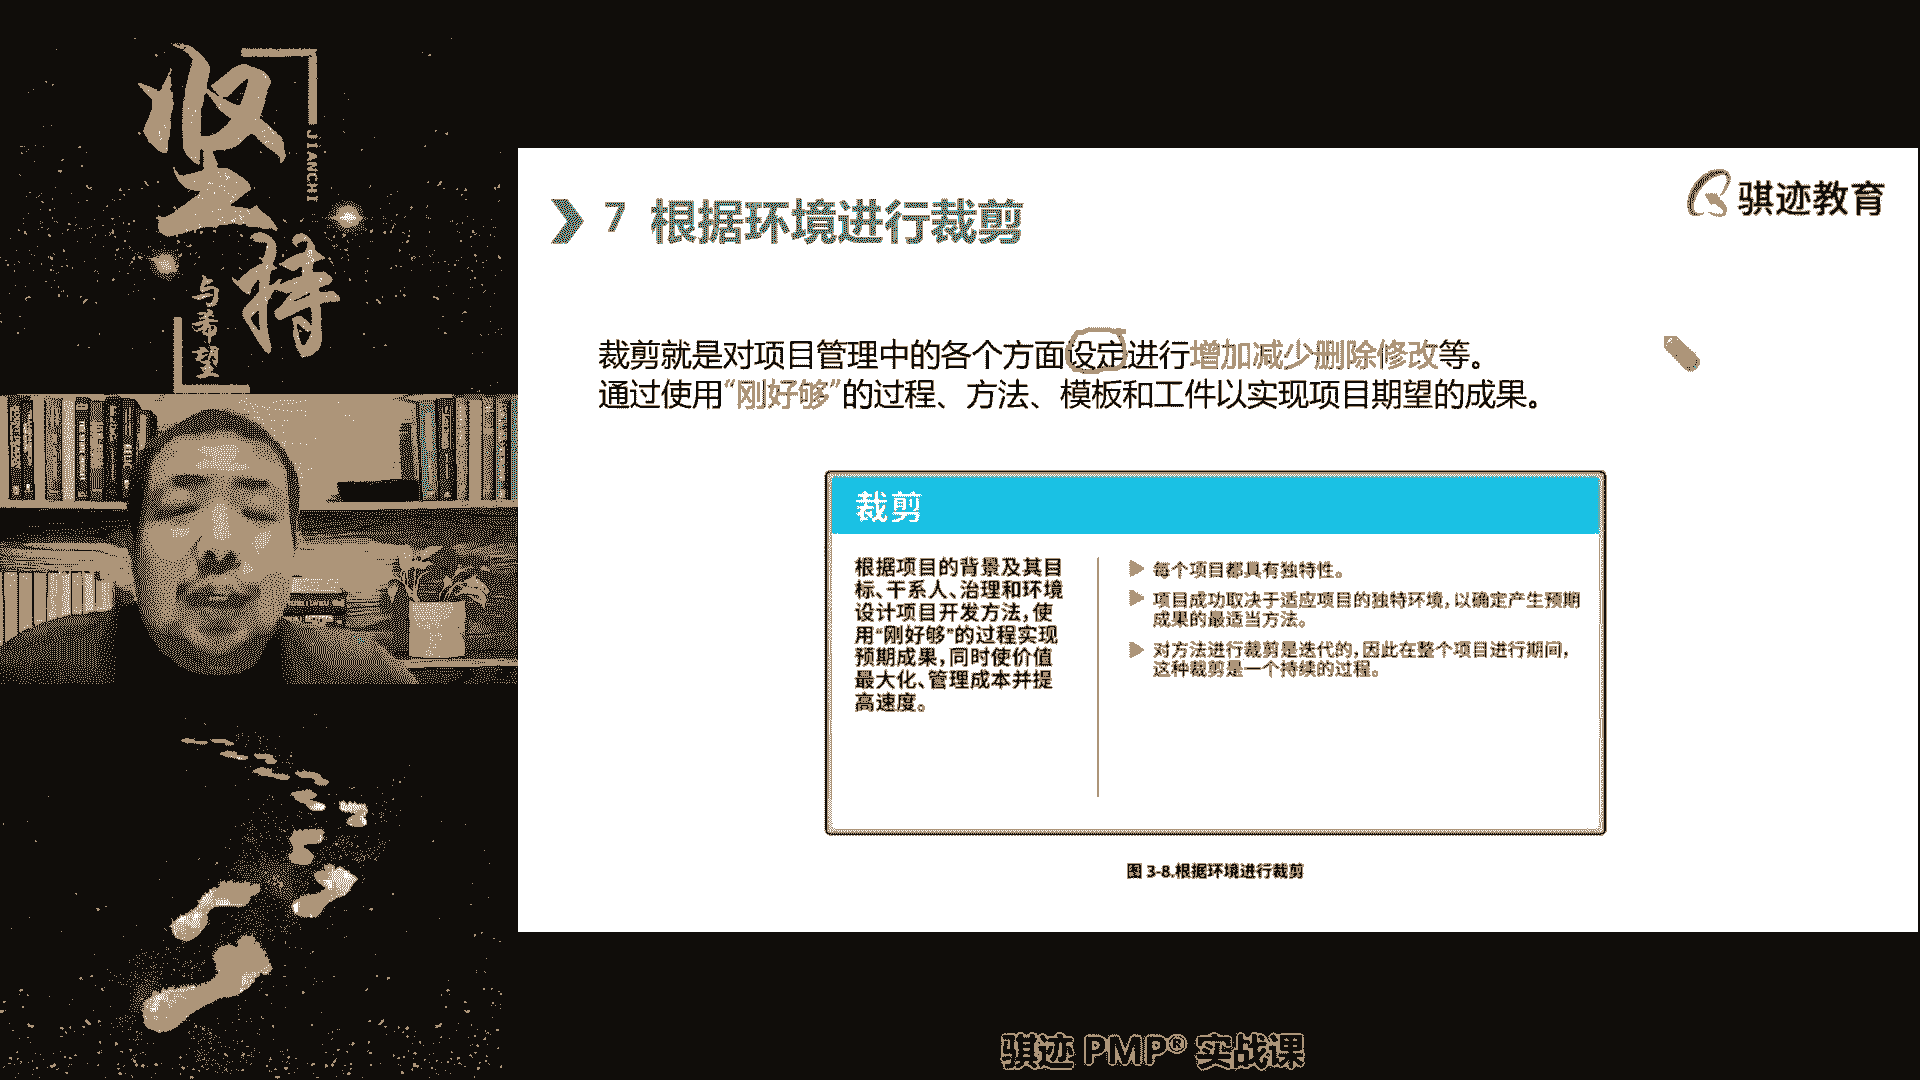 坚持
JIANCHI
与希望
骐迹教育
7 根据环境进行裁剪
裁剪就是对项目管理中的各个方面设定进行增加减少删除修改等。
通过使用“刚好够”的过程、方法、模板和工件以实现项目期望的成果。
裁剪
根据项目的背景及其目
标、干系人、治理和环境
设计项目开发方法，使
用“刚好够”的过程实现
预期成果，同时使价值
最大化、管理成本并提
高速度。
每个项目都具有独特性。
项目成功取决于适应项目的独特环境，以确定产生预期
成果的最适当方法。
对方法进行裁剪是迭代的，因此在整个项目进行期间，
这种裁剪是一个持续的过程。
图 3-8.根据环境进行裁剪
骐迹 PMP® 实战课